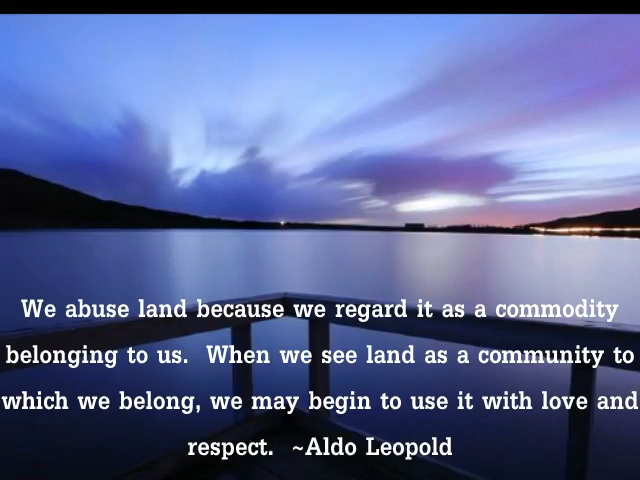 We abuse land because we regard it as a commodity
belonging to us.  When we see land as a community to
which we belong, we may begin to use it with love and
respect.  ~Aldo Leopold